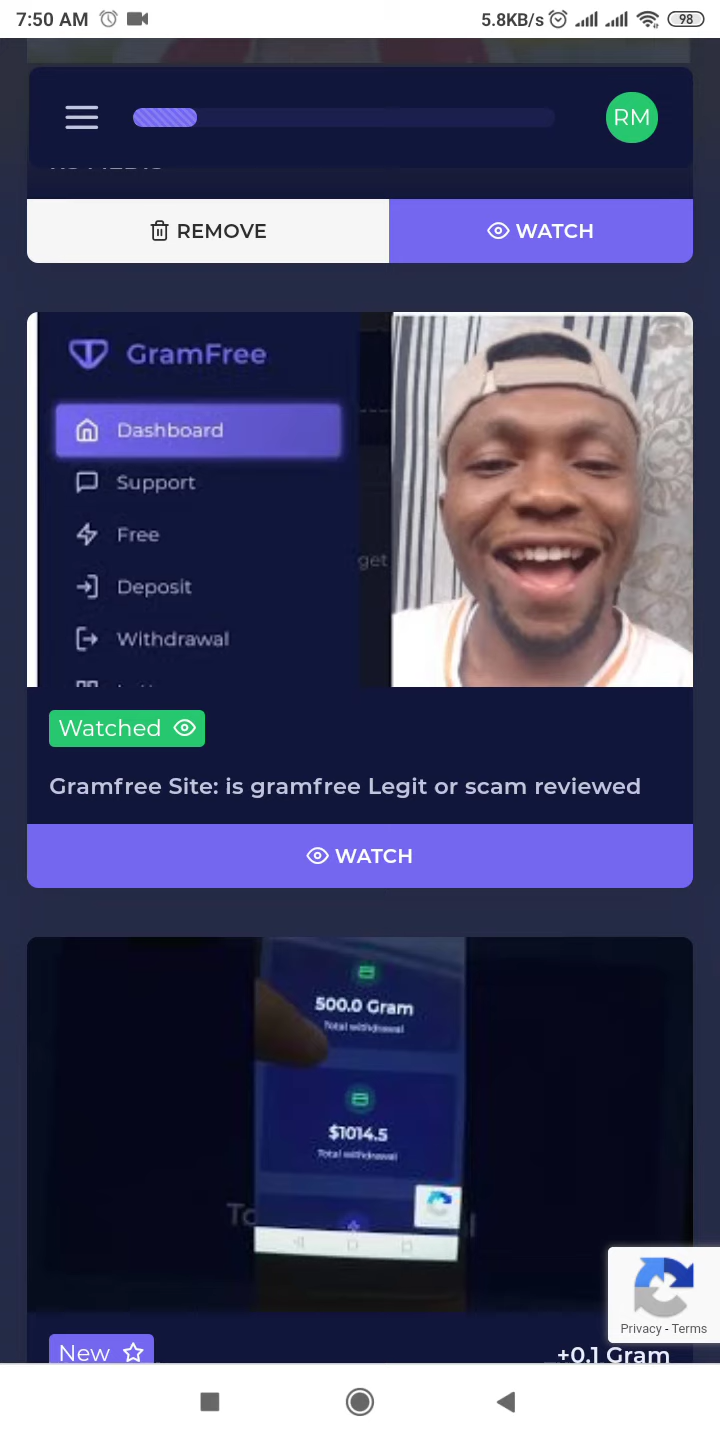 7:50 AM
5.8KB/s
98
RM
REMOVE
WATCH
GramFree
Dashboard
Support
Free
get
Deposit
Withdrawal
Watched
Gramfree Site: is gramfree Legit or scam reviewed
WATCH
500.0 Gram
Total withdrawal
$1014.5
Total withdrawal
To
Privacy - Terms
New
+0.1 Gram